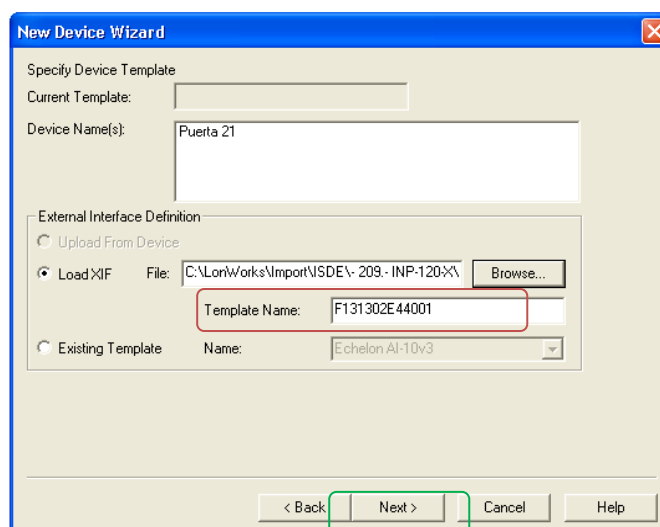 New Device Wizard
Specify Device Template
Current Template:
Device Name(s):
Puerta 21
External Interface Definition
Upload From Device
Load XIF File: C:\LonWorks\Import\ISDE\- 209.- INP-120-X\ Browse...
Template Name: F131302E44001
Existing Template Name: Echelon AI-10v3
< Back Next > Cancel Help